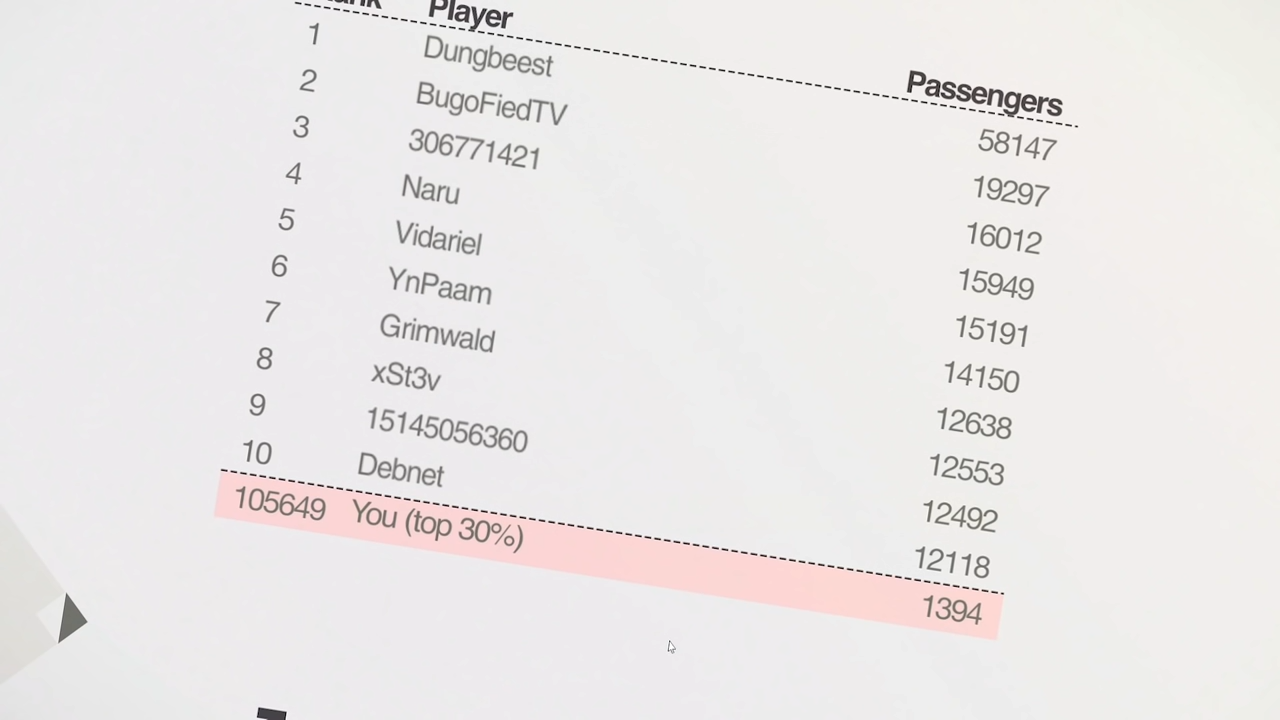 Rank Player Passengers
1 Dungbeest 58147
2 BugoFiedTV 19297
3 306771421 16012
4 Naru 15949
5 Vidariel 15191
6 YnPaam 14150
7 Grimwald 12638
8 xSt3v 12553
9 15145056360 12492
10 Debnet 12118
105649 You (top 30%) 1394